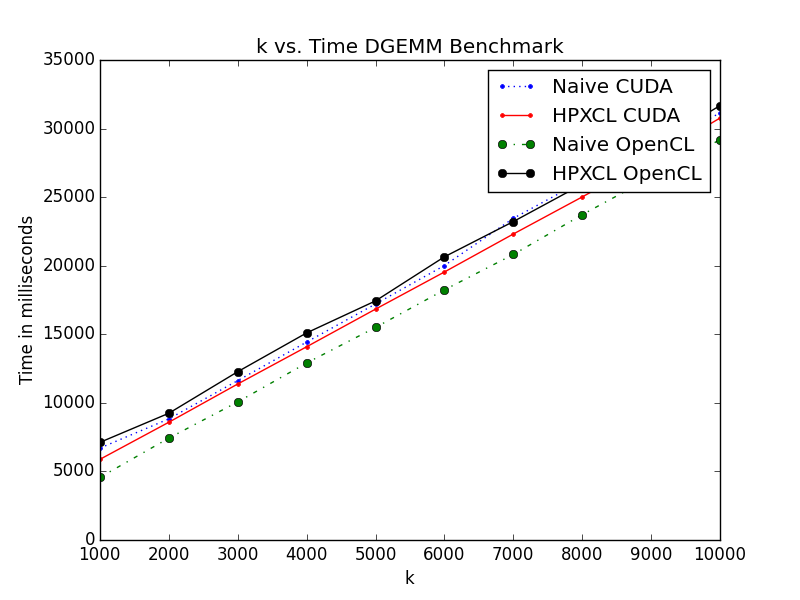 k vs. Time DGEMM Benchmark
35000
30000
25000
20000
15000
10000
5000
0
Time in milliseconds
Naive CUDA
HPXCL CUDA
Naive OpenCL
HPXCL OpenCL
1000 2000 3000 4000 5000 6000 7000 8000 9000 10000
k